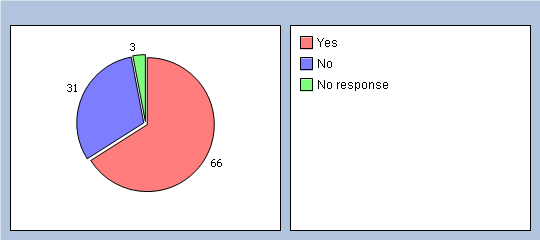 3
31
66
Yes
No
No response